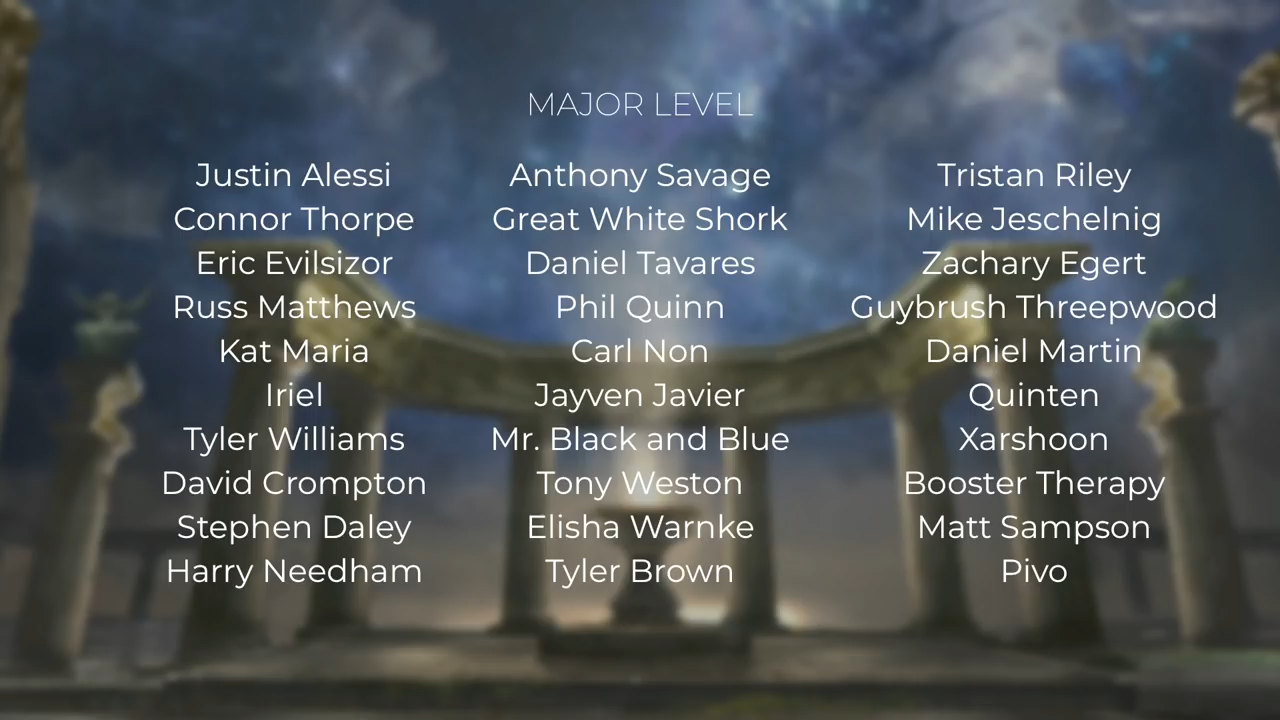 MAJOR LEVEL
Justin Alessi
Connor Thorpe
Eric Evilsizor
Russ Matthews
Kat Maria
Iriel
Tyler Williams
David Crompton
Stephen Daley
Harry Needham
Anthony Savage
Great White Shork
Daniel Tavares
Phil Quinn
Carl Non
Jayven Javier
Mr. Black and Blue
Tony Weston
Elisha Warnke
Tyler Brown
Tristan Riley
Mike Jeschelnig
Zachary Egert
Guybrush Threepwood
Daniel Martin
Quinten
Xarshoon
Booster Therapy
Matt Sampson
Pivo